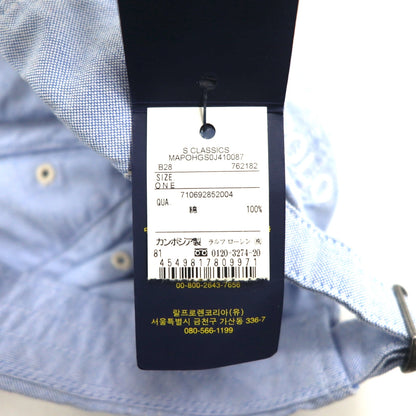 S CLASSICS
MAPOHGS0J410087
B28 762182
SIZE
ONE
710692852004
QUA 綿 100%
カンボジア製 ラルフ ローレン ㈱
81 0120-3274-20
4549817809971
00-800-2643-7656
랄프로렌코리아(유)
서울특별시 금천구 가산동 336-7
080-566-1199